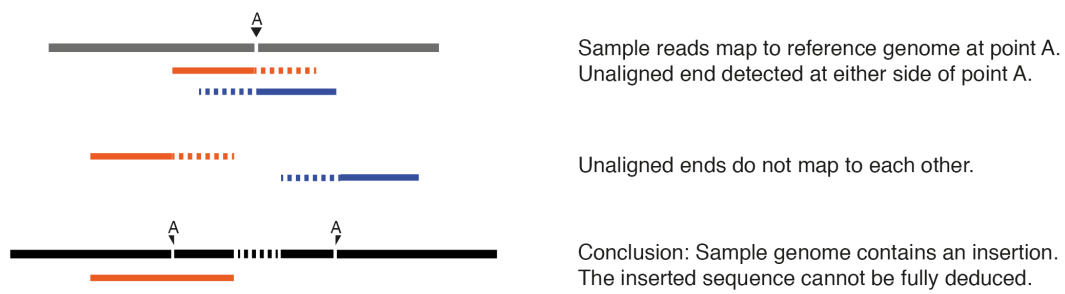 A
Sample reads map to reference genome at point A.
Unaligned end detected at either side of point A.
Unaligned ends do not map to each other.
A A
Conclusion: Sample genome contains an insertion.
The inserted sequence cannot be fully deduced.